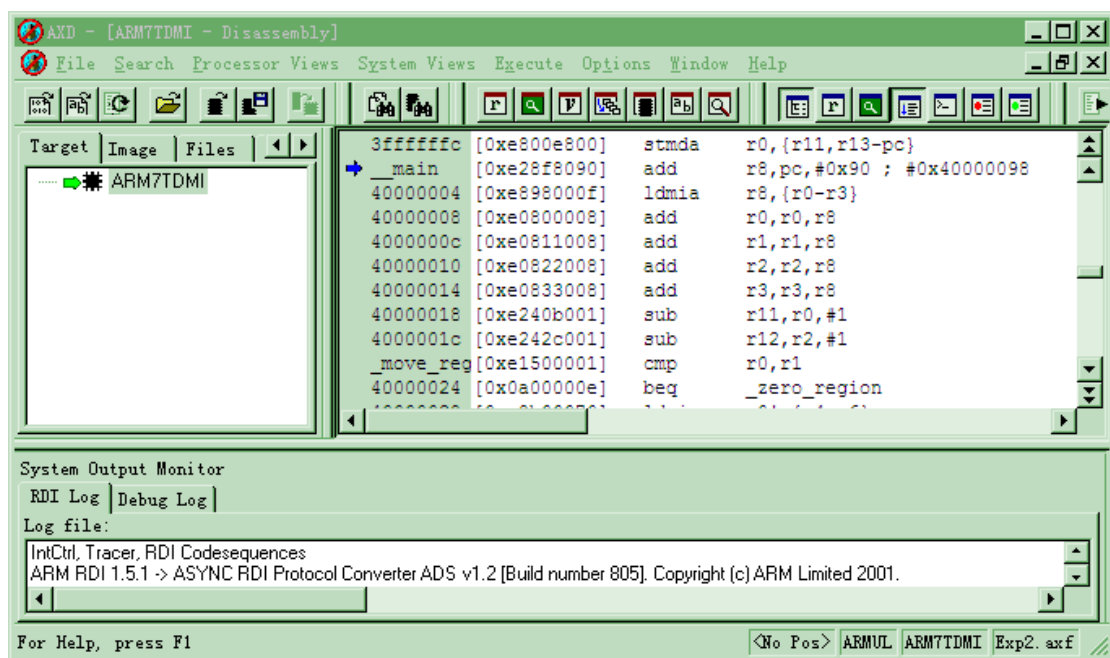 AXD - [ARM7TDMI - Disassembly]
File Search Processor Views System Views Execute Options Window Help
Target Image Files
ARM7TDMI
3ffffffc [0xe800e800] stmda r0,{r11,r13-pc}
__main [0xe28f8090] add r8,pc,#0x90 ; #0x40000098
40000004 [0xe898000f] ldmia r8,{r0-r3}
40000008 [0xe0800008] add r0,r0,r8
4000000c [0xe0811008] add r1,r1,r8
40000010 [0xe0822008] add r2,r2,r8
40000014 [0xe0833008] add r3,r3,r8
40000018 [0xe240b001] sub r11,r0,#1
4000001c [0xe242c001] sub r12,r2,#1
_move_reg[0xe1500001] cmp r0,r1
40000024 [0x0a00000e] beq _zero_region
System Output Monitor
RDI Log Debug Log
Log file:
IntCtrl, Tracer, RDI Codesequences
ARM RDI 1.5.1 -> ASYNC RDI Protocol Converter ADS v1.2 [Build number 805]. Copyright (c) ARM Limited 2001.
For Help, press F1 <No Pos> ARMUL ARM7TDMI Exp2.axf